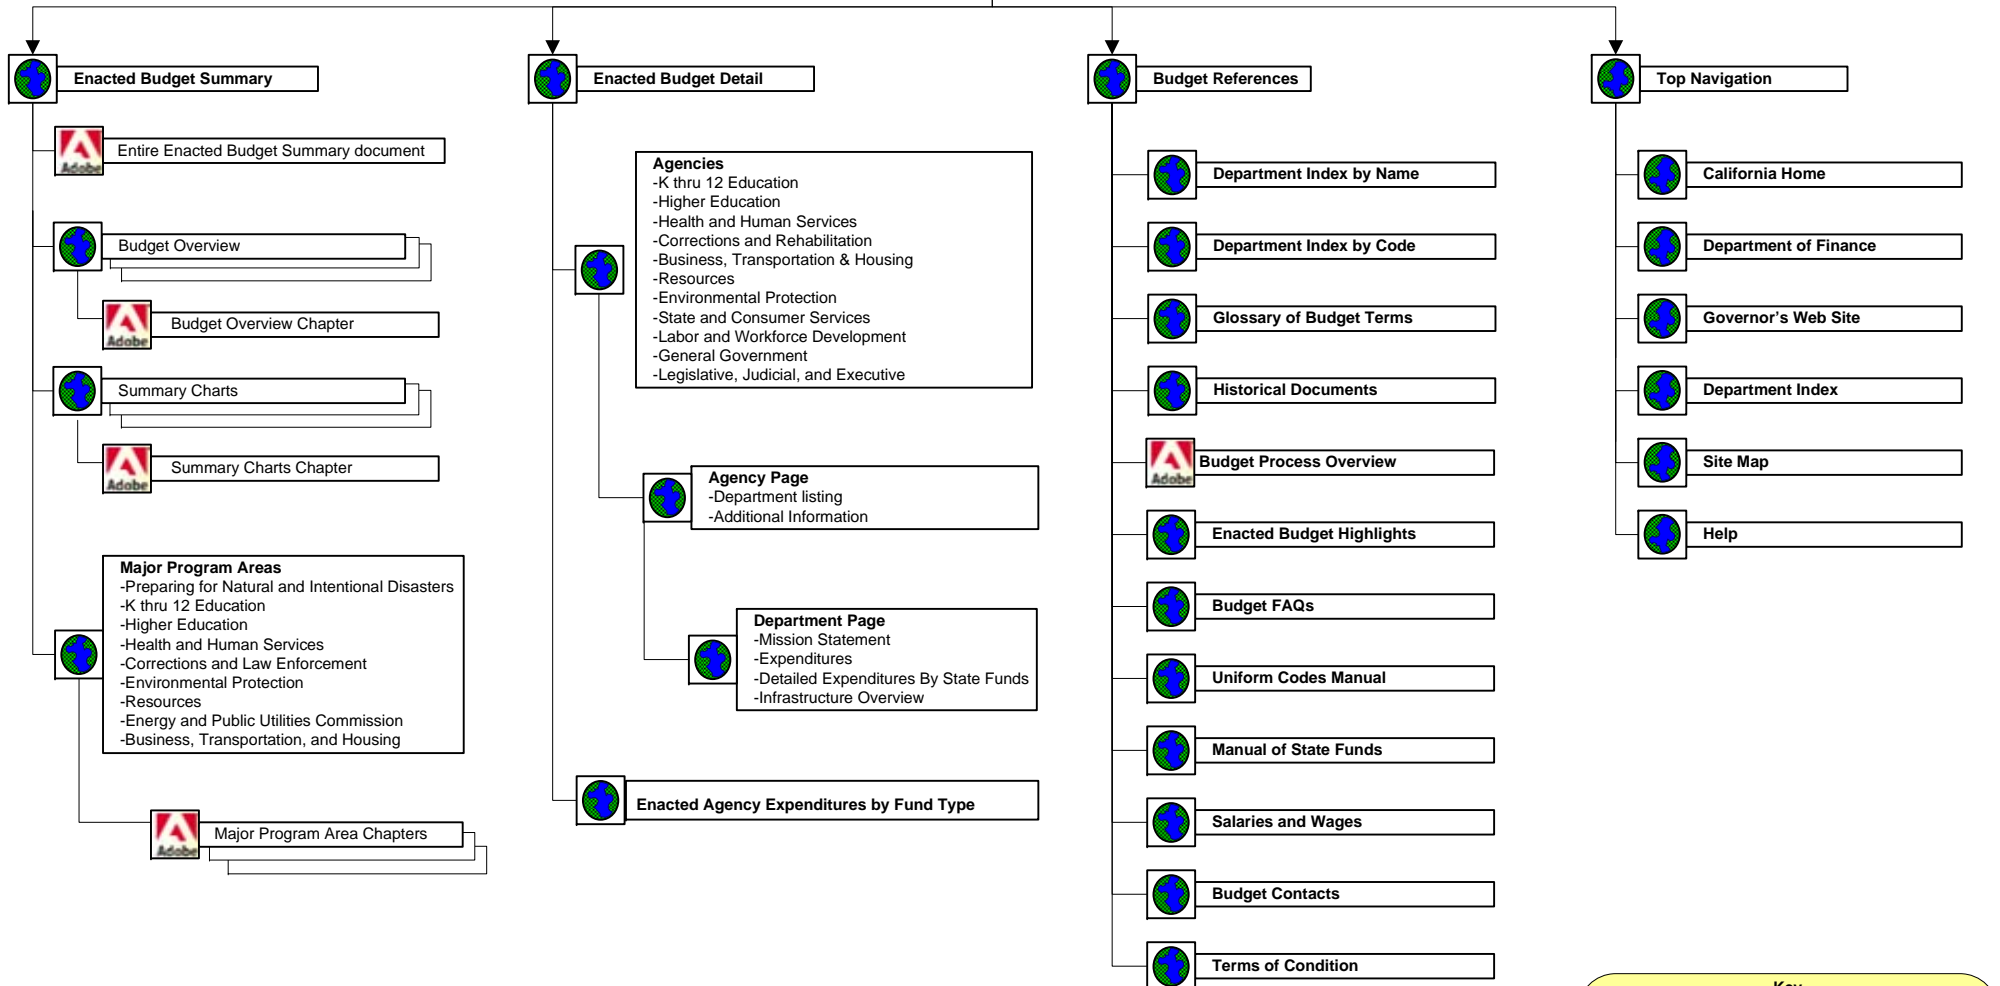 Enacted Budget Summary
Adobe
Entire Enacted Budget Summary document
Budget Overview
Adobe
Budget Overview Chapter
Summary Charts
Adobe
Summary Charts Chapter
Major Program Areas
-Preparing for Natural and Intentional Disasters
-K thru 12 Education
-Higher Education
-Health and Human Services
-Corrections and Law Enforcement
-Environmental Protection
-Resources
-Energy and Public Utilities Commission
-Business, Transportation, and Housing
Adobe
Major Program Area Chapters
Enacted Budget Detail
Agencies
-K thru 12 Education
-Higher Education
-Health and Human Services
-Corrections and Rehabilitation
-Business, Transportation & Housing
-Resources
-Environmental Protection
-State and Consumer Services
-Labor and Workforce Development
-General Government
-Legislative, Judicial, and Executive
Agency Page
-Department listing
-Additional Information
Department Page
-Mission Statement
-Expenditures
-Detailed Expenditures By State Funds
-Infrastructure Overview
Enacted Agency Expenditures by Fund Type
Budget References
Department Index by Name
Department Index by Code
Glossary of Budget Terms
Historical Documents
Adobe
Budget Process Overview
Enacted Budget Highlights
Budget FAQs
Uniform Codes Manual
Manual of State Funds
Salaries and Wages
Budget Contacts
Terms of Condition
Top Navigation
California Home
Department of Finance
Governor's Web Site
Department Index
Site Map
Help
Key